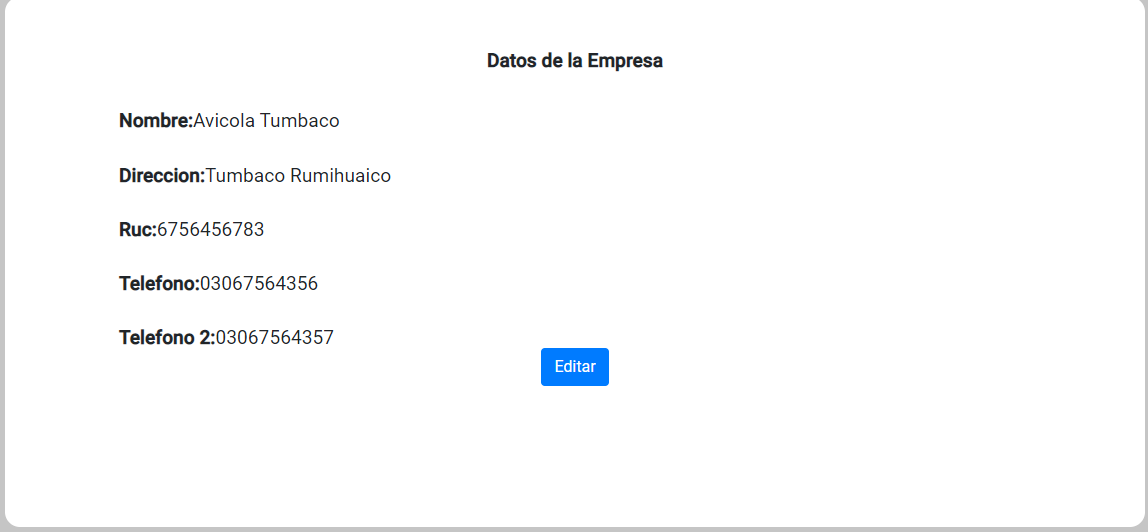 Datos de la Empresa
Nombre:Avicola Tumbaco
Direccion:Tumbaco Rumihuaico
Ruc:6756456783
Telefono:03067564356
Telefono 2:03067564357
Editar